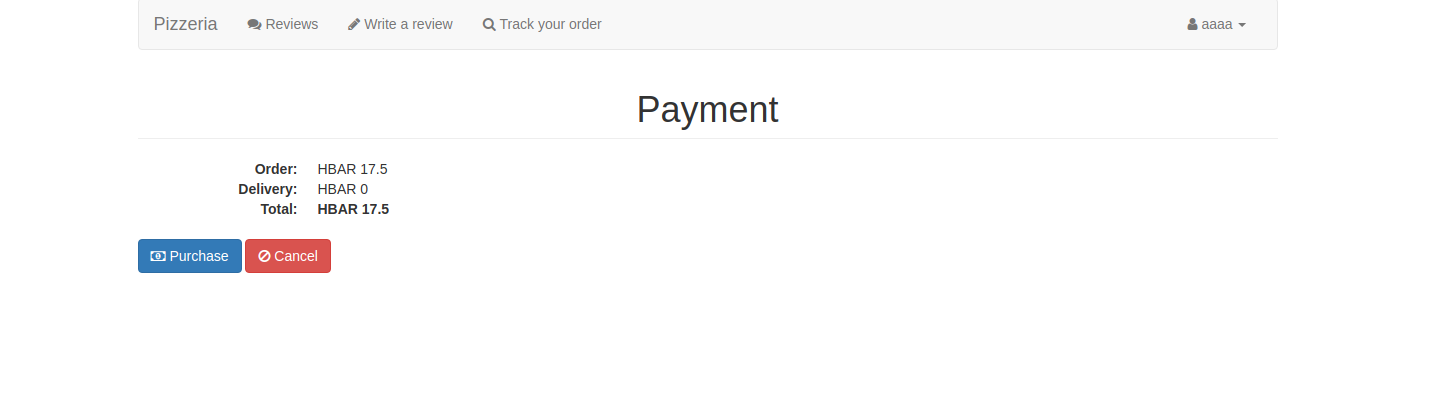 Pizzeria Reviews Write a review Track your order aaaa
Payment
Order: HBAR 17.5
Delivery: HBAR 0
Total: HBAR 17.5
Purchase Cancel